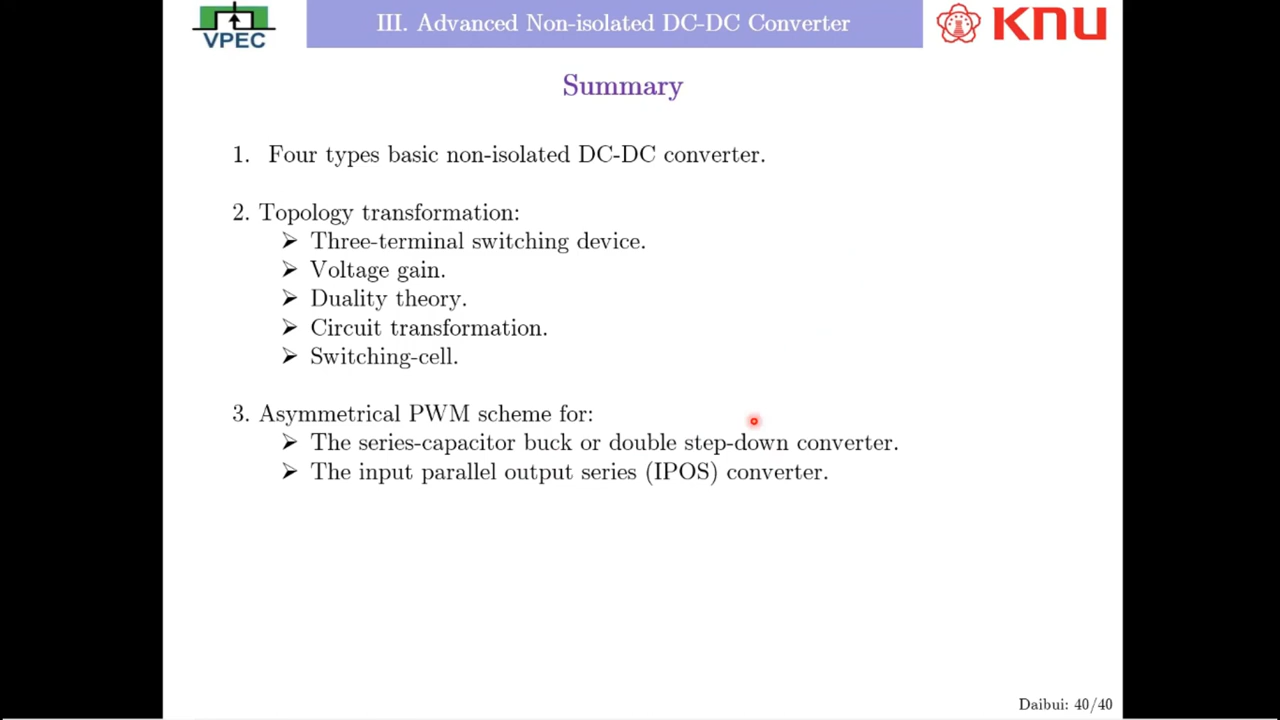 VPEC
III. Advanced Non-isolated DC-DC Converter
KNU
Summary
1. Four types basic non-isolated DC-DC converter.
2. Topology transformation:
➤ Three-terminal switching device.
➤ Voltage gain.
➤ Duality theory.
➤ Circuit transformation.
➤ Switching-cell.
3. Asymmetrical PWM scheme for:
➤ The series-capacitor buck or double step-down converter.
➤ The input parallel output series (IPOS) converter.
Daibui: 40/40